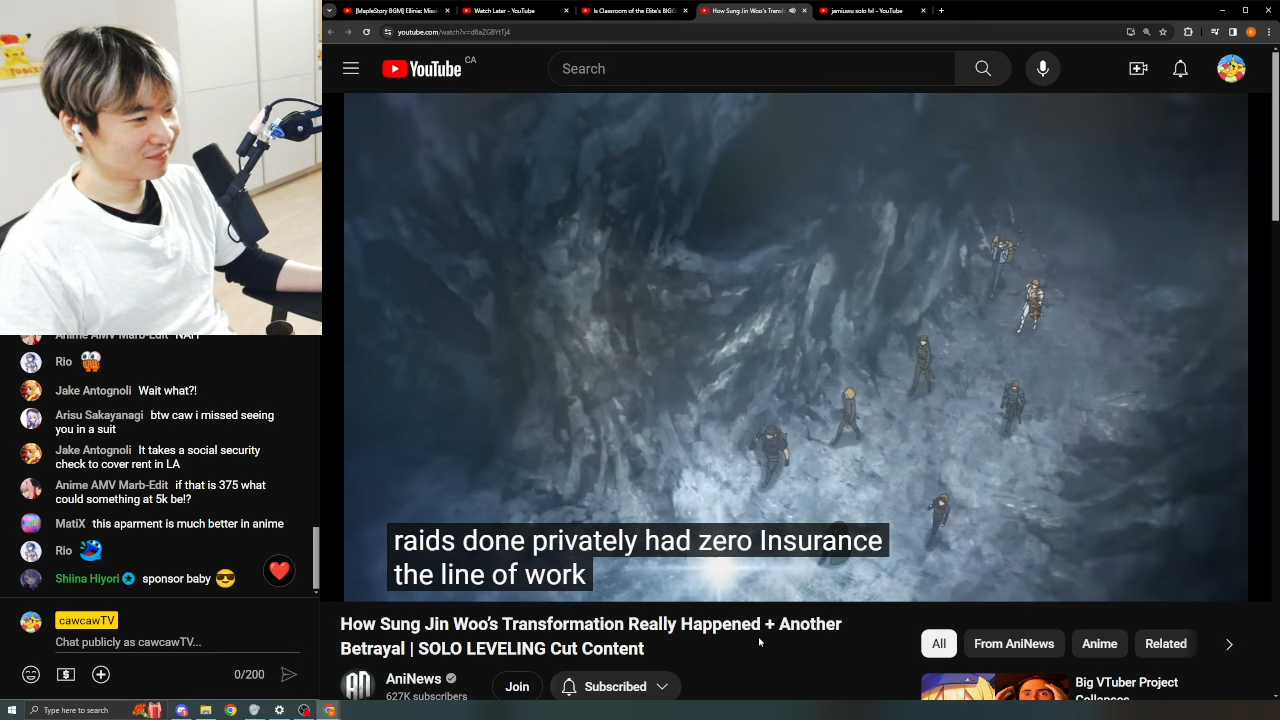 [MapleStory BGM] Ellinia: Missi
Watch Later - YouTube
Is Classroom of the Elite's BIGG
How Sung Jin Woo's Transf
jamiuwu solo lvl - YouTube
youtube.com/watch?v=d8aZGBYtTj4
YouTube CA
Search
raids done privately had zero Insurance
the line of work
How Sung Jin Woo's Transformation Really Happened + Another
Betrayal | SOLO LEVELING Cut Content
AN
AniNews
627K subscribers
Join
Subscribed
All
From AniNews
Anime
Related
Big VTuber Project
Collapses
Anime AMV Marb-Edit NAH
Rio
Jake Antognoli Wait what?!
Arisu Sakayanagi btw caw i missed seeing
you in a suit
Jake Antognoli It takes a social security
check to cover rent in LA
Anime AMV Marb-Edit if that is 375 what
could something at 5k be!?
MatiX this aparment is much better in anime
Rio
Shiina Hiyori sponsor baby
cawcawTV
Chat publicly as cawcawTV...
0/200
Type here to search